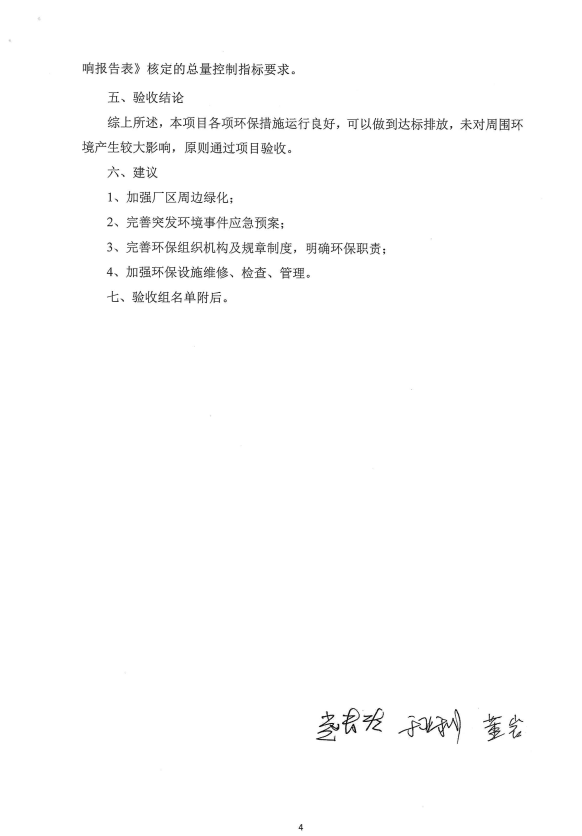 响报告表》核定的总量控制指标要求。
五、验收结论
综上所述，本项目各项环保措施运行良好，可以做到达标排放，未对周围环
境产生较大影响，原则通过项目验收。
六、建议
1、加强厂区周边绿化；
2、完善突发环境事件应急预案；
3、完善环保组织机构及规章制度，明确环保职责；
4、加强环保设施维修、检查、管理。
七、验收组名单附后。
董岩
4